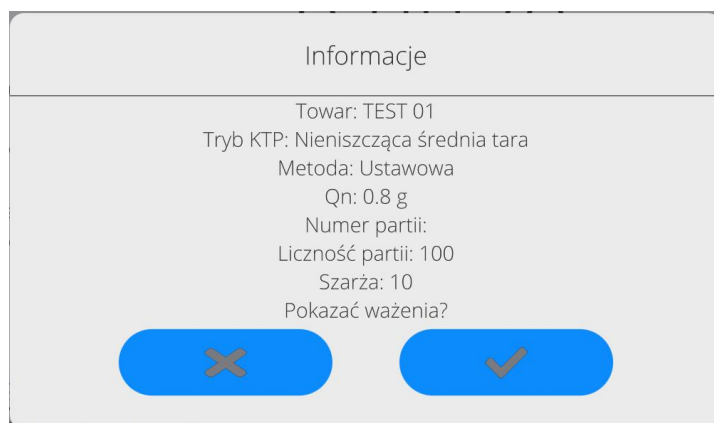 Informacje
Towar: TEST 01
Tryb KTP: Nieniszcząca średnia tara
Metoda: Ustawowa
Qn: 0.8 g
Numer partii:
Liczność partii: 100
Szarża: 10
Pokazać ważenia?